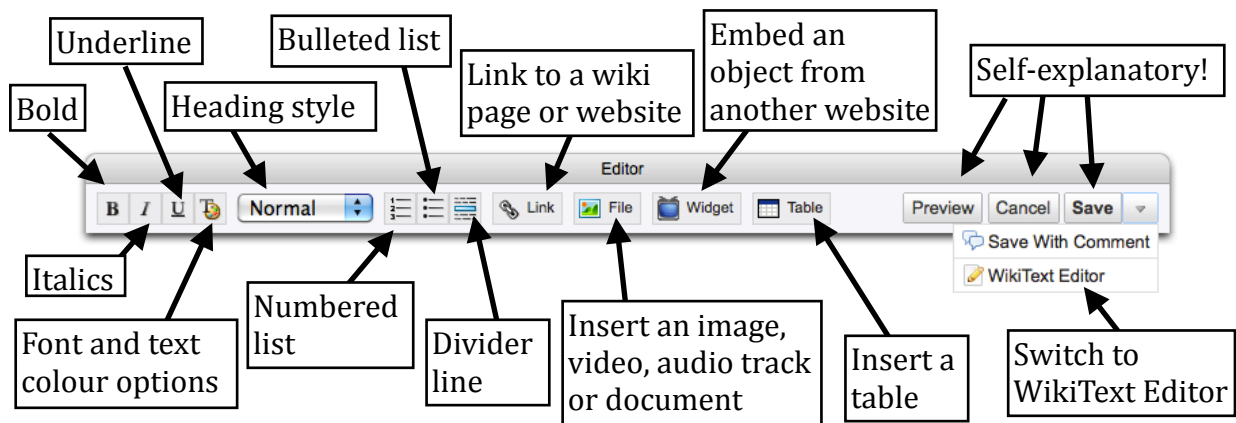 Underline
Bulleted list
Embed an
object from
another website
Self-explanatory!
Link to a wiki
page or website
Bold
Heading style
Editor
B I U T Normal Link File Widget Table Preview Cancel Save
Save With Comment
WikiText Editor
Italics
Numbered
list
Font and text
colour options
Divider
line
Insert an image,
video, audio track
or document
Insert a
table
Switch to
WikiText Editor